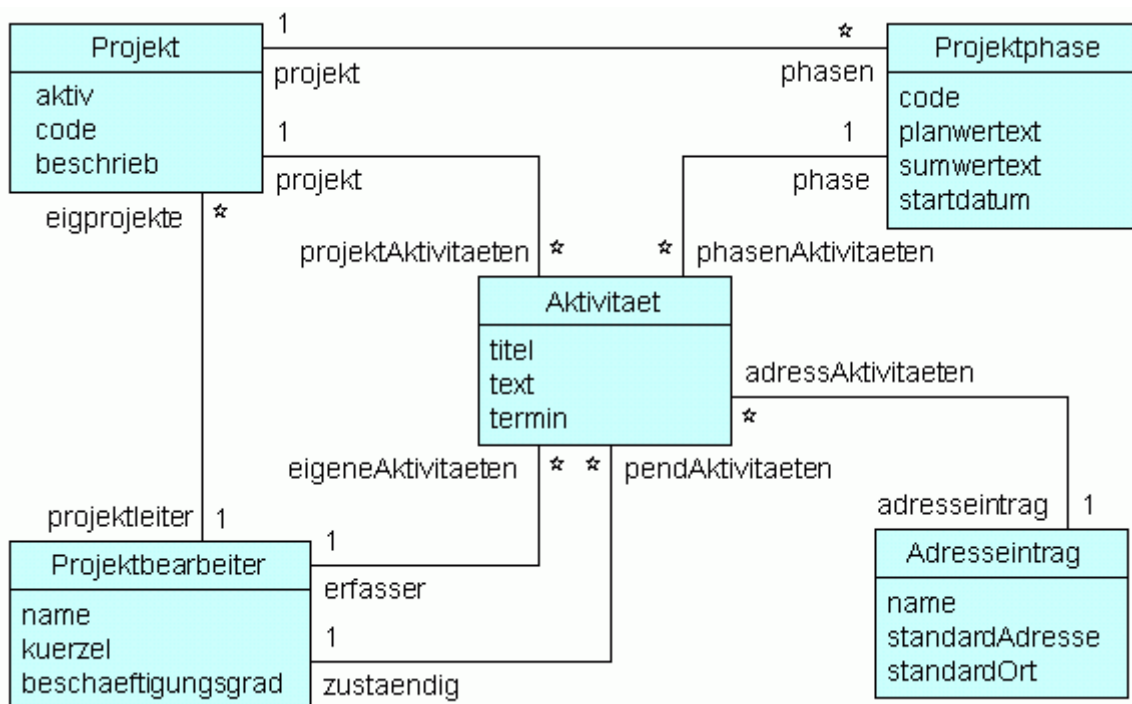 Projekt
aktiv
code
beschrieb
1
projekt
*
phasen
Projektphase
code
planwertext
sumwertext
startdatum
1
projekt
1
phase
eigprojekte *
projektAktivitaeten *
* phasenAktivitaeten
Aktivitaet
titel
text
termin
adressAktivitaeten
*
eigeneAktivitaeten * * pendAktivitaeten
projektleiter 1
adresseintrag 1
Projektbearbeiter
name
kuerzel
beschaeftigungsgrad
1
erfasser
1
zustaendig
Adresseintrag
name
standardAdresse
standardOrt